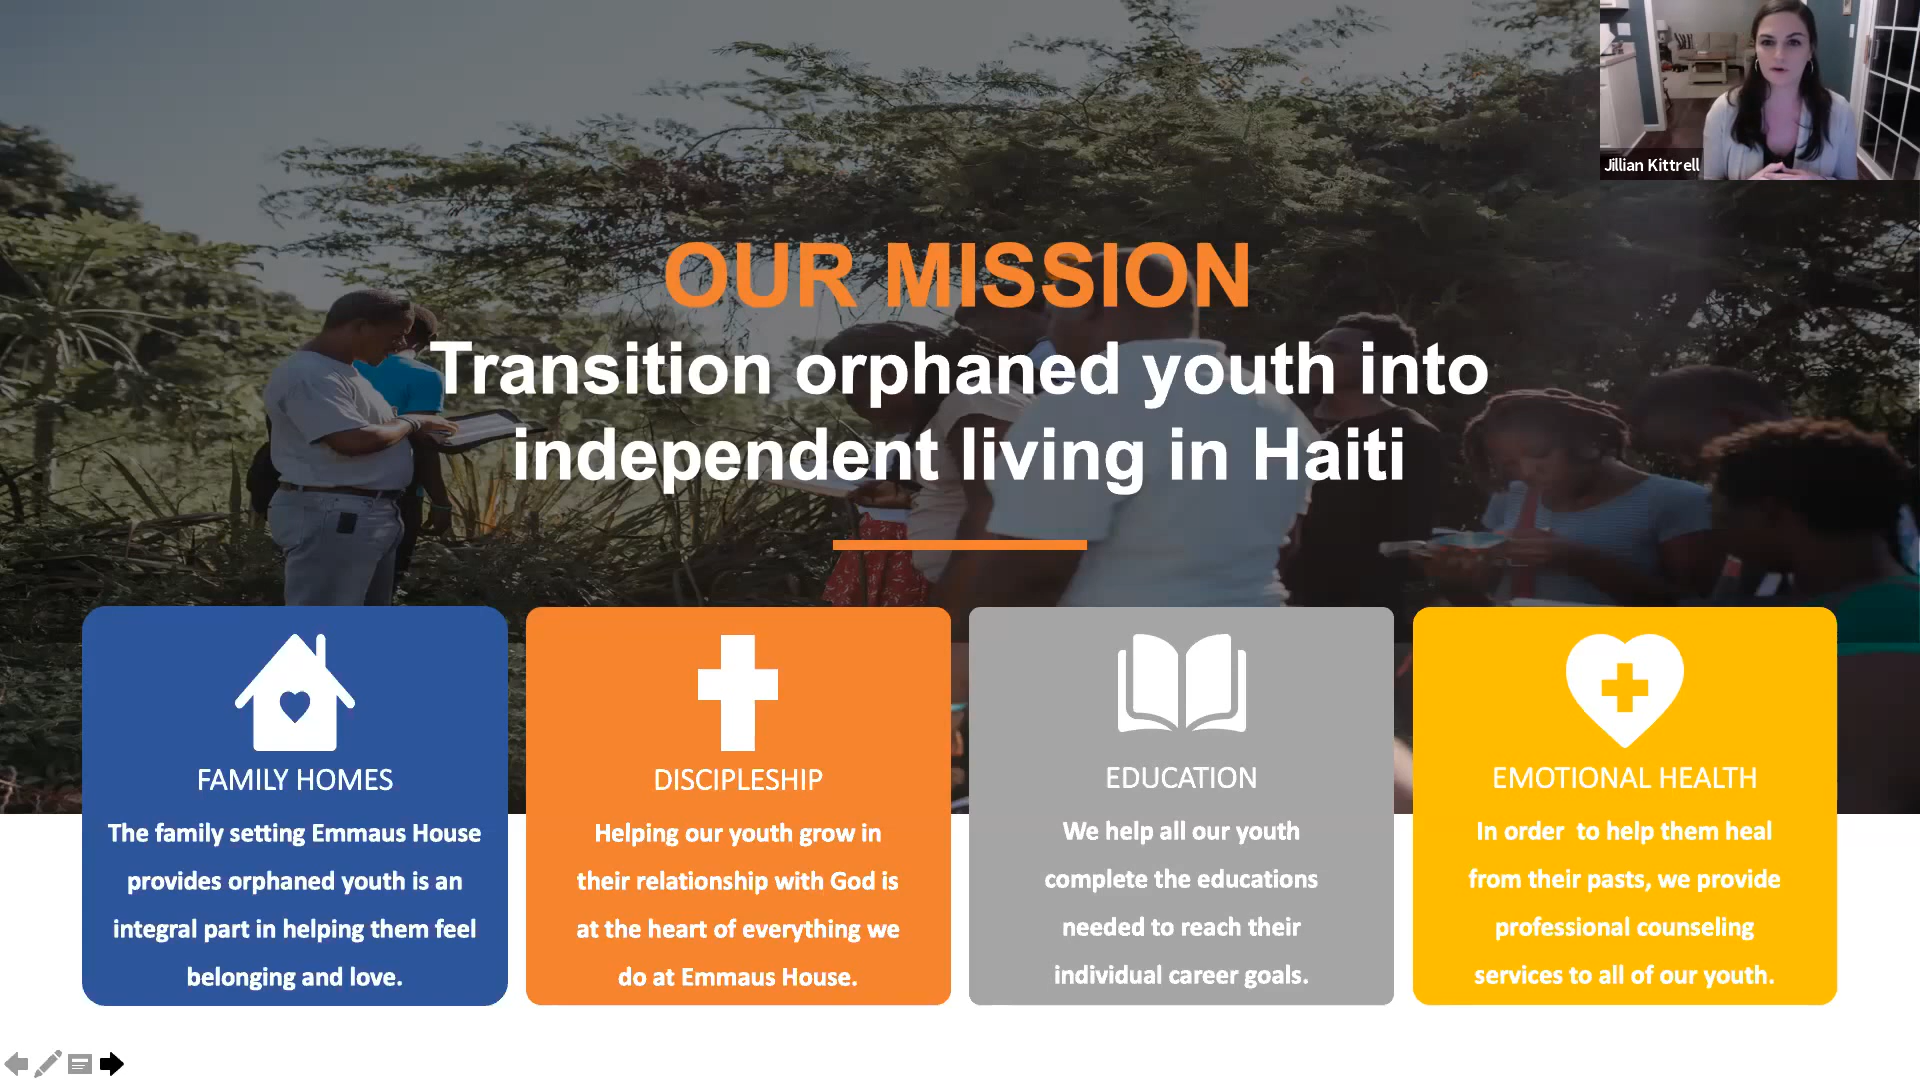 Jillian Kittrell
OUR MISSION
Transition orphaned youth into
independent living in Haiti
FAMILY HOMES
The family setting Emmaus House
provides orphaned youth is an
integral part in helping them feel
belonging and love.
DISCIPLESHIP
Helping our youth grow in
their relationship with God is
at the heart of everything we
do at Emmaus House.
EDUCATION
We help all our youth
complete the educations
needed to reach their
individual career goals.
EMOTIONAL HEALTH
In order  to help them heal
from their pasts, we provide
professional counseling
services to all of our youth.